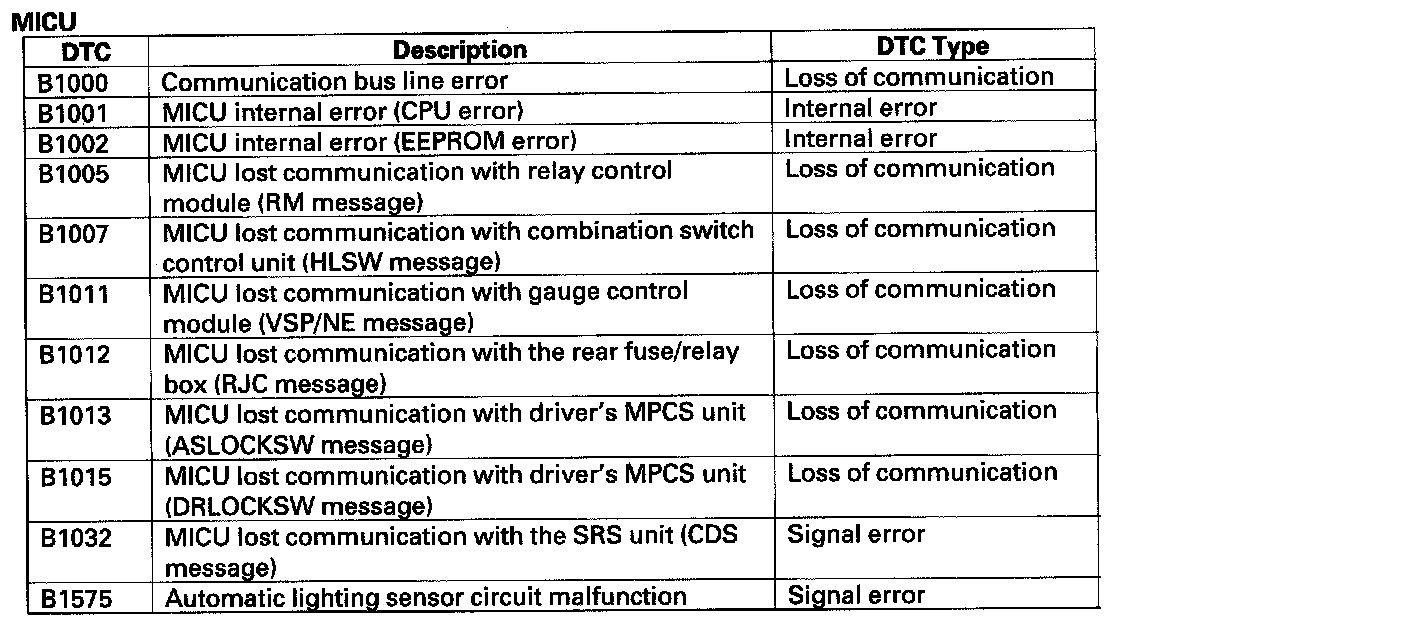 MICU
DTC Description DTC Type
B1000 Communication bus line error Loss of communication
B1001 MICU internal error (CPU error) Internal error
B1002 MICU internal error (EEPROM error) Internal error
B1005 MICU lost communication with relay control Loss of communication
module (RM message)
B1007 MICU lost communication with combination switch Loss of communication
control unit (HLSW message)
B1011 MICU lost communication with gauge control Loss of communication
module (VSP/NE message)
B1012 MICU lost communication with the rear fuse/relay Loss of communication
box (RJC message)
B1013 MICU lost communication with driver's MPCS unit Loss of communication
(ASLOCKSW message)
B1015 MICU lost communication with driver's MPCS unit Loss of communication
(DRLOCKSW message)
B1032 MICU lost communication with the SRS unit (CDS Signal error
message)
B1575 Automatic lighting sensor circuit malfunction Signal error